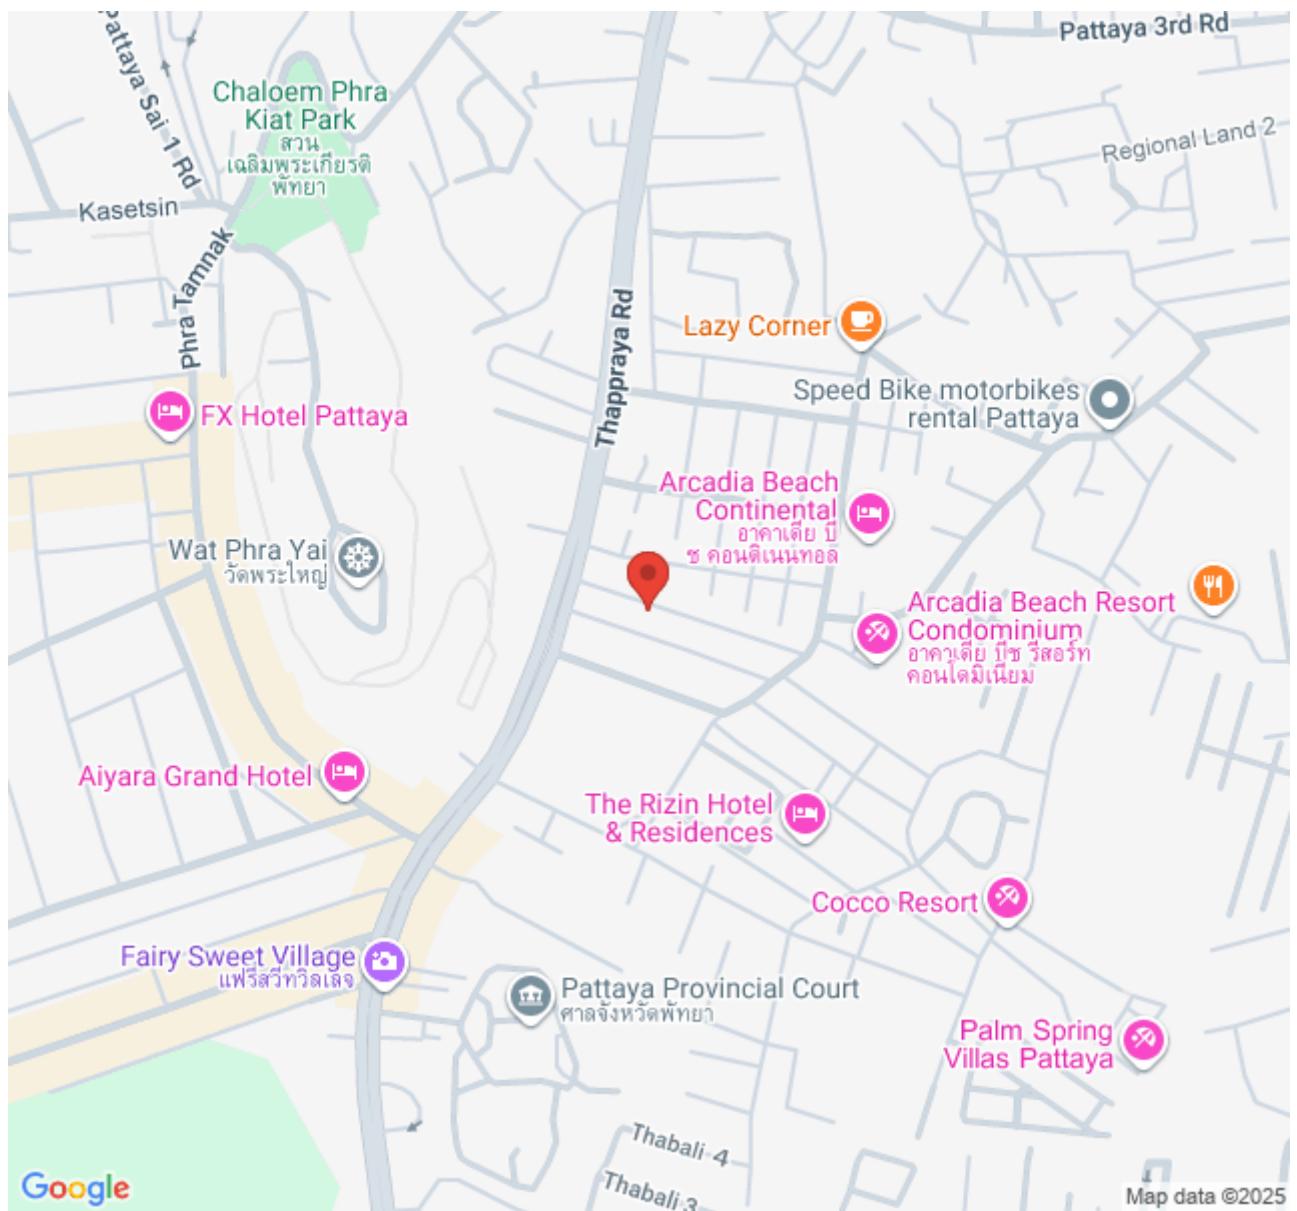 Pattaya 3rd Rd
Pattaya Sai 1 Rd
Chaloem Phra
Kiat Park
สวน
เฉลิมพระเกียรติ
พัทยา
Regional Land 2
Kasetsin
Phra Tamnak
Thappraya Rd
Lazy Corner
Speed Bike motorbikes
rental Pattaya
FX Hotel Pattaya
Arcadia Beach
Continental
อาคาเดีย บี
ช คอนติเนนทอล
Wat Phra Yai
วัดพระใหญ่
Arcadia Beach Resort
Condominium
อาคาเดีย บีช รีสอร์ท
คอนโดมิเนียม
Aiyara Grand Hotel
The Rizin Hotel
& Residences
Cocco Resort
Fairy Sweet Village
แฟรี่สวีทวิลเลจ
Pattaya Provincial Court
ศาลจังหวัดพัทยา
Palm Spring
Villas Pattaya
Thabali 4
Thabali 3
Google
Map data ©2025